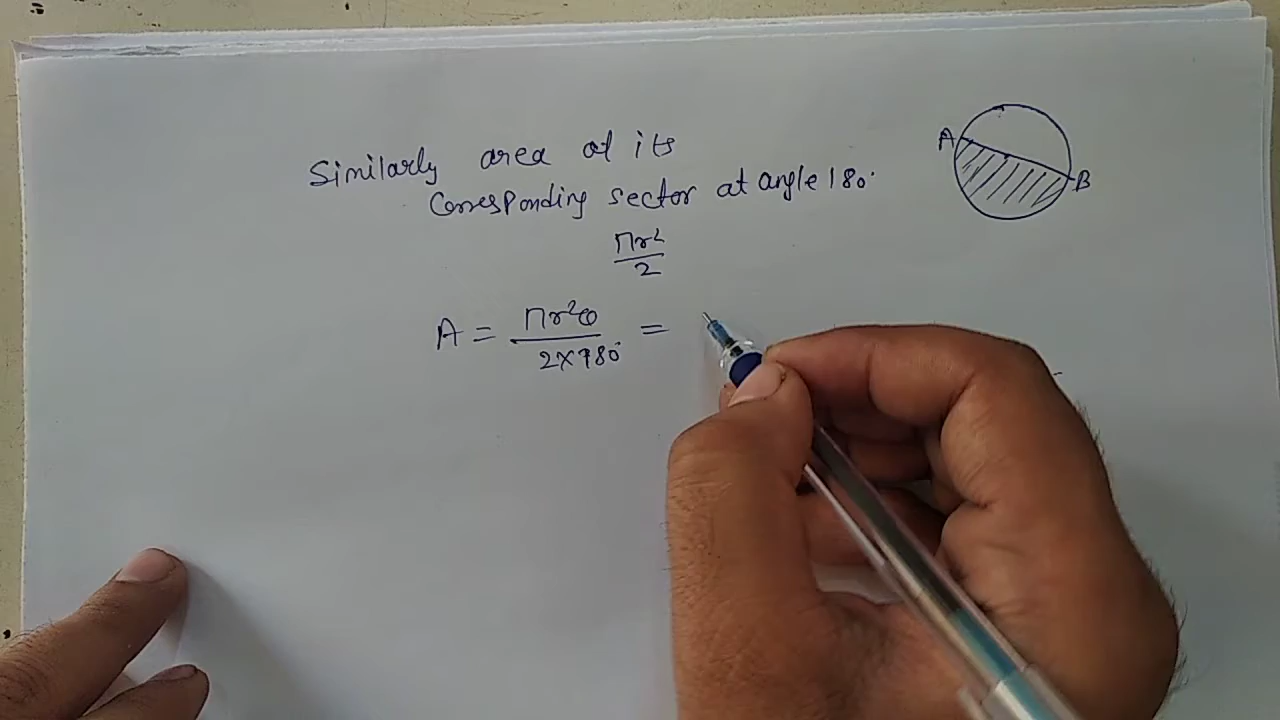 Similarly area of its
Corresponding sector at angle 180°
πr²
2
A = πr²θ / 2×180° =
A
B